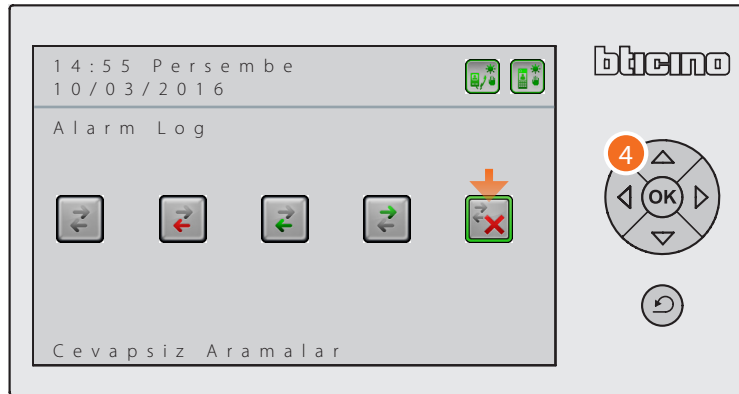 14:55 Persembe
10/03/2016
bticino
Alarm Log
4
OK
Cevapsiz Aramalar